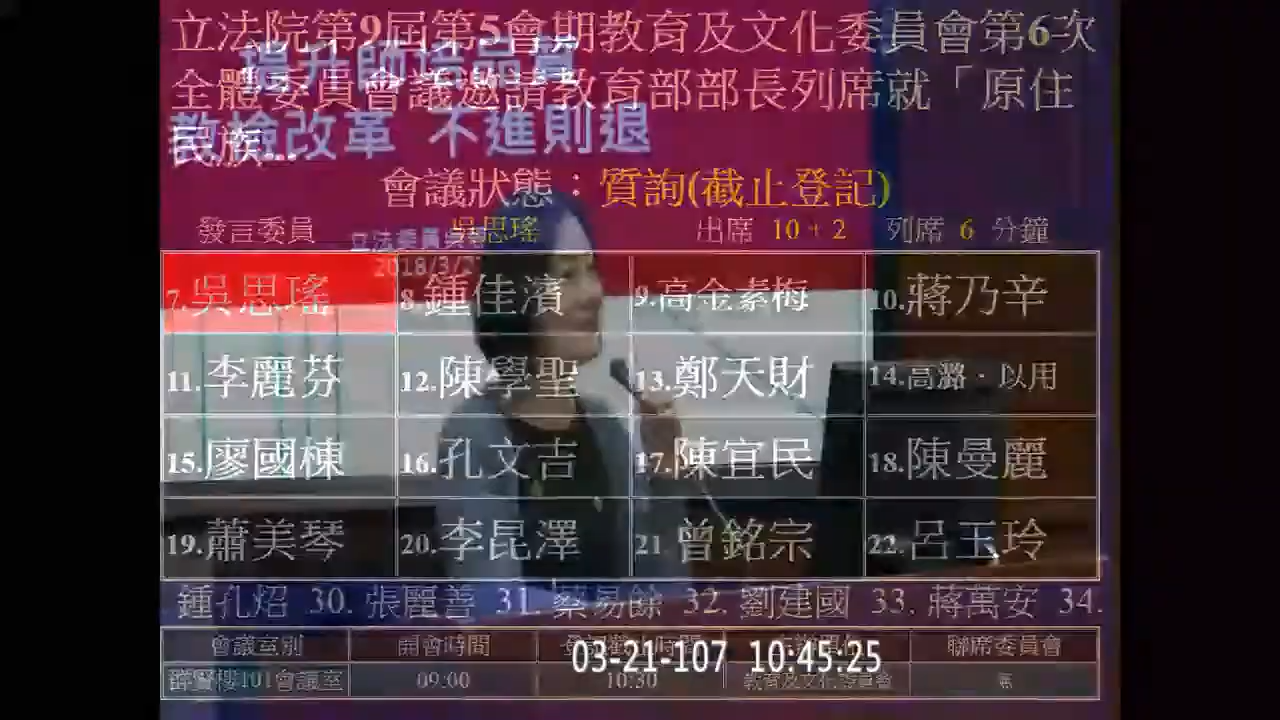 立法院第9屆第5會期教育及文化委員會第6次
提升師培品質
全體委員會議邀請教育部部長列席就「原住
民族...
教檢改革 不進則退
會議狀態：質詢(截止登記)
發言委員 吳思瑤 出席 10+2 列席 6 分鐘
立法委員吳思
2018/3/2
7.吳思瑤 8.鍾佳濱 9.高金素梅 10.蔣乃辛
11.李麗芬 12.陳學聖 13.鄭天財 14.高潞．以用
15.廖國棟 16.孔文吉 17.陳宜民 18.陳曼麗
19.蕭美琴 20.李昆澤 21.曾銘宗 22.呂玉玲
鍾孔炤 30. 張麗善 31. 蔡易餘 32. 劉建國 33. 蔣萬安 34.
會議室別 開會時間 聯席委員會
群賢樓101會議室 09:00 10:30 教育及文化委員會 無
03-21-107 10:45:25